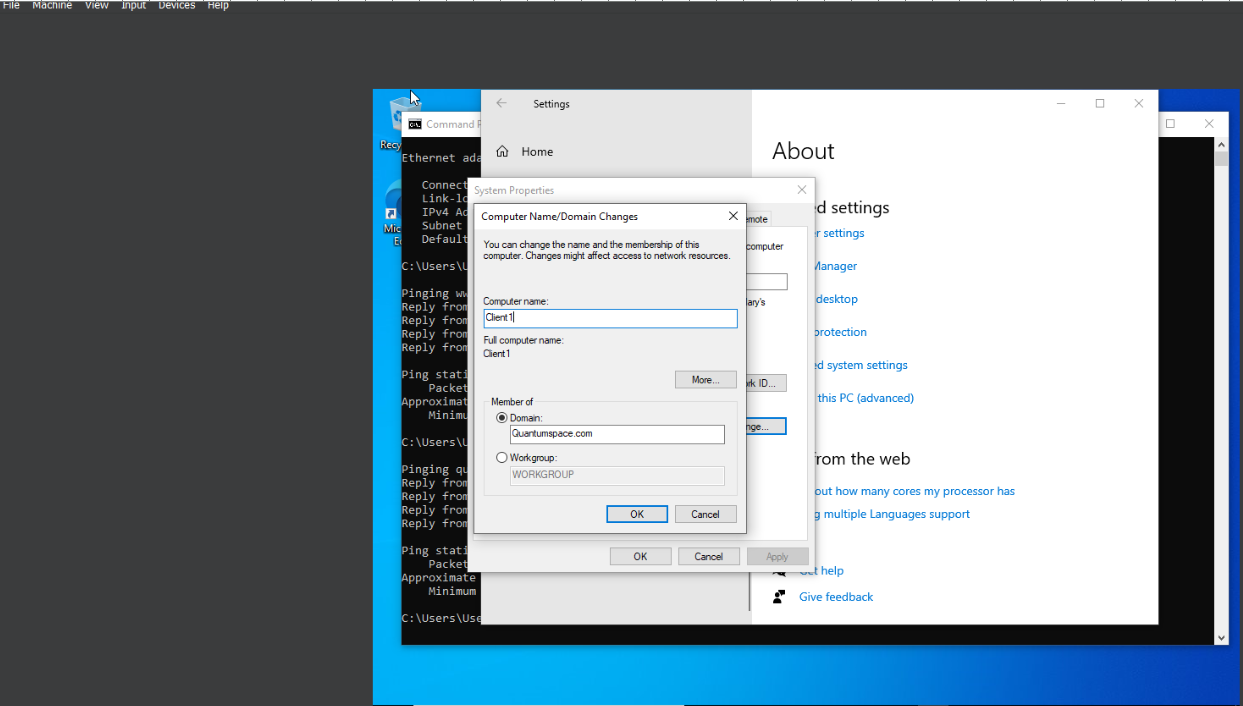 File Machine View Input Devices Help
Settings
Command
Recy
Home
About
Ethernet ada
Connect
Link-lo
IPv4 Ad
Subnet
Default
Mic
E
C:\Users\U
Pinging ww
Reply from
Reply from
Reply from
Reply from
Ping stati
Packet
Approximat
Minimum
C:\Users\U
Pinging qu
Reply from
Reply from
Reply from
Reply from
Ping stati
Packet
Approximate
Minimum
C:\Users\Use
System Properties
emote
computer
ary's
rk ID...
nge...
Computer Name/Domain Changes
You can change the name and the membership of this
computer. Changes might affect access to network resources.
Computer name:
Client1
Full computer name:
Client1
More...
Member of
Domain:
Quantumspace.com
Workgroup:
WORKGROUP
OK Cancel
OK Cancel Apply
d settings
r settings
Manager
desktop
protection
d system settings
this PC (advanced)
from the web
out how many cores my processor has
g multiple Languages support
Get help
Give feedback